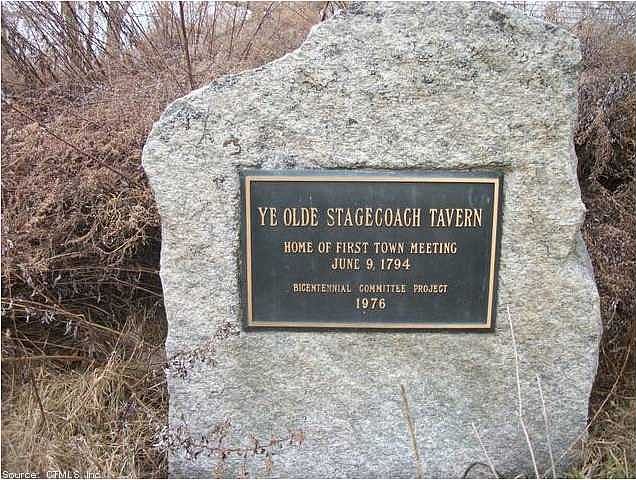 YE OLDE STAGECOACH TAVERN
HOME OF FIRST TOWN MEETING
JUNE 9, 1794
BICENTENNIAL COMMITTEE PROJECT
1976
Source: CTMLS, Inc.